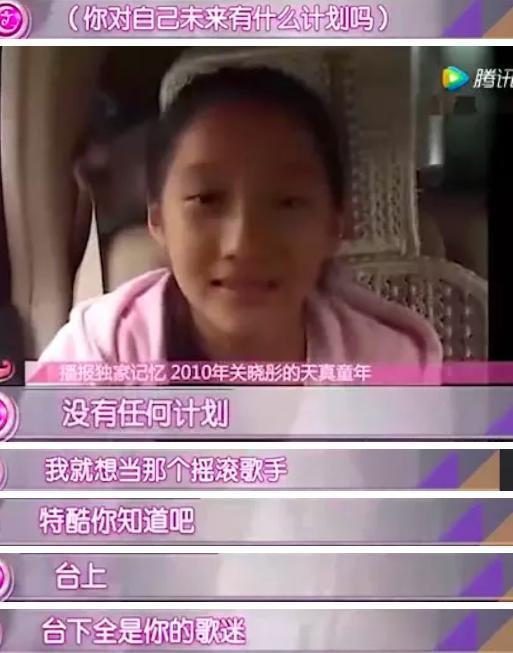 （你对自己未来有什么计划吗）
腾讯
播报独家记忆 2010年关晓彤的天真童年
没有任何计划
我就想当那个摇滚歌手
特酷你知道吧
台上
台下全是你的歌迷